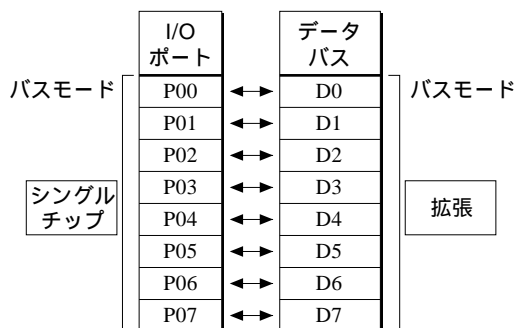 I/O
ポート
データ
バス
バスモード
P00
D0
バスモード
P01
D1
P02
D2
シングル
チップ
P03
D3
拡張
P04
D4
P05
D5
P06
D6
P07
D7